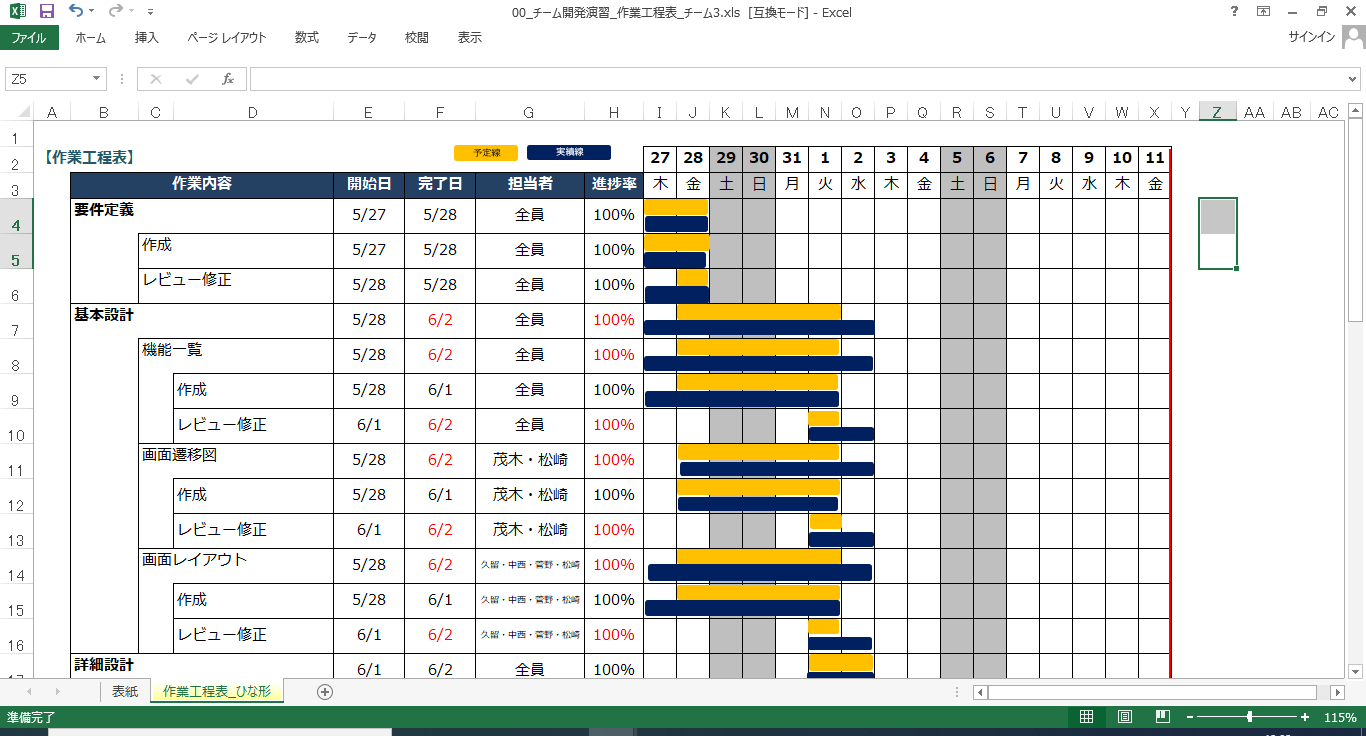 00_チーム開発演習_作業工程表_チーム3.xls [互換モード] - Excel
ファイル ホーム 挿入 ページ レイアウト 数式 データ 校閲 表示 サインイン
Z5 fx
A B C D E F G H I J K L M N O P Q R S T U V W X Y Z AA AB AC
1
2 【作業工程表】 予定線 実績線 27 28 29 30 31 1 2 3 4 5 6 7 8 9 10 11
3 作業内容 開始日 完了日 担当者 進捗率 木 金 土 日 月 火 水 木 金 土 日 月 火 水 木 金
4 要件定義 5/27 5/28 全員 100%
5 作成 5/27 5/28 全員 100%
6 レビュー修正 5/28 5/28 全員 100%
7 基本設計 5/28 6/2 全員 100%
8 機能一覧 5/28 6/2 全員 100%
9 作成 5/28 6/1 全員 100%
10 レビュー修正 6/1 6/2 全員 100%
11 画面遷移図 5/28 6/2 茂木・松崎 100%
12 作成 5/28 6/1 茂木・松崎 100%
13 レビュー修正 6/1 6/2 茂木・松崎 100%
14 画面レイアウト 5/28 6/2 久留・中西・菅野・松崎 100%
15 作成 5/28 6/1 久留・中西・菅野・松崎 100%
16 レビュー修正 6/1 6/2 久留・中西・菅野・松崎 100%
詳細設計 6/1 6/2 全員 100%
表紙 作業工程表_ひな形
準備完了 115%